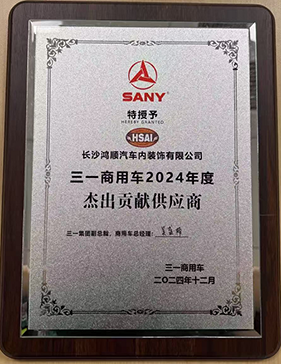 SANY
特授予
HEREBY GRANTED
HSAI
长沙鸿顺汽车内装饰有限公司
三一商用车2024年度
杰出贡献供应商
三一集团副总裁、商用车总经理：
三一商用车
二〇二四年十二月